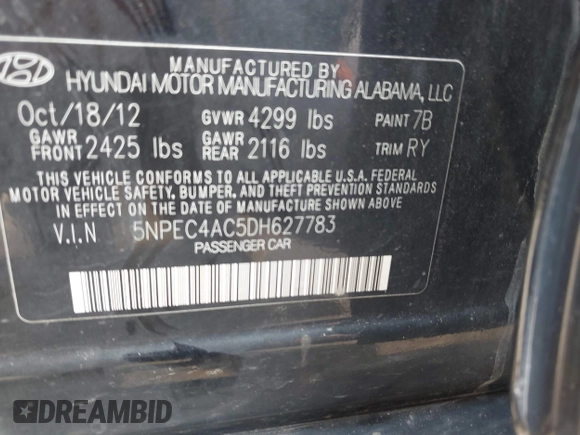 MANUFACTURED BY
HYUNDAI MOTOR MANUFACTURING ALABAMA, LLC
Oct/18/12 GVWR 4299 lbs PAINT 7B
GAWR FRONT 2425 lbs GAWR REAR 2116 lbs TRIM RY
THIS VEHICLE CONFORMS TO ALL APPLICABLE U.S.A. FEDERAL
MOTOR VEHICLE SAFETY, BUMPER, AND THEFT PREVENTION STANDARDS
IN EFFECT ON THE DATE OF MANUFACTURE SHOWN ABOVE.
V.I.N 5NPEC4AC5DH627783
PASSENGER CAR
DREAMBID